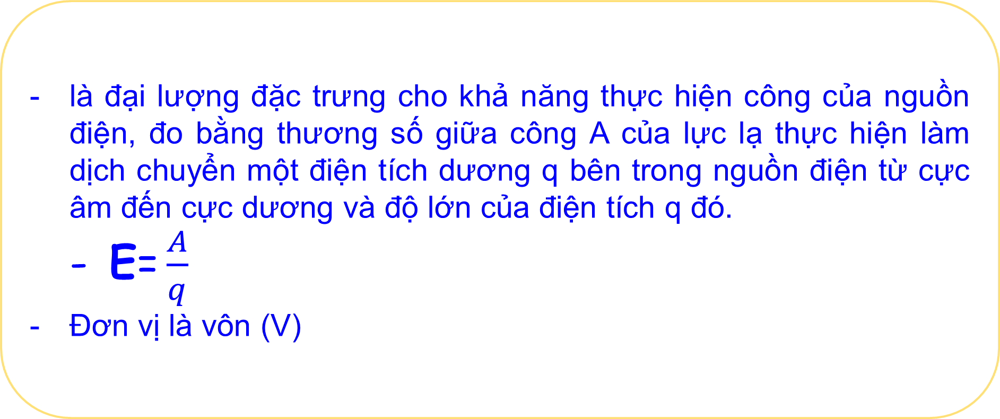 - là đại lượng đặc trưng cho khả năng thực hiện công của nguồn
điện, đo bằng thương số giữa công A của lực lạ thực hiện làm
dịch chuyển một điện tích dương q bên trong nguồn điện từ cực
âm đến cực dương và độ lớn của điện tích q đó.
- E = A/q
- Đơn vị là vôn (V)